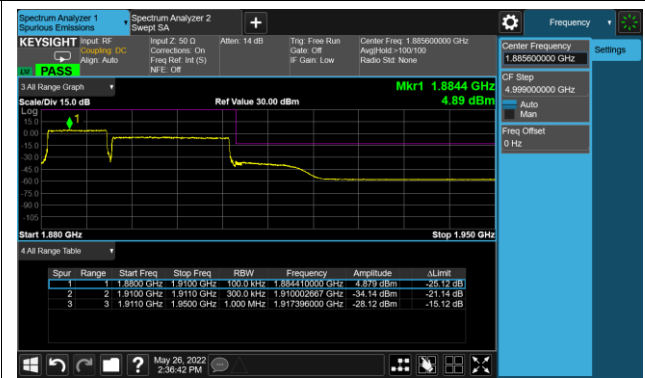 Spectrum Analyzer 1
Spurious Emissions
Spectrum Analyzer 2
Swept SA
+
Frequency
KEYSIGHT
Input: RF
Coupling: DC
Align: Auto
Input Z: 50 Ω
Corrections: On
Freq Ref: Int (S)
NFE: Off
Atten: 14 dB
Trig: Free Run
Gate: Off
IF Gain: Low
Center Freq: 1.885600000 GHz
Avg|Hold:>100/100
Radio Std: None
PASS
Center Frequency
1.885600000 GHz
Settings
CF Step
4.999000000 GHz
Auto
Man
Freq Offset
0 Hz
3 All Range Graph
Mkr1 1.8844 GHz
4.89 dBm
Scale/Div 15.0 dB
Ref Value 30.00 dBm
Log
1
15.0
0.00
-15.0
-30.0
-45.0
-60.0
-75.0
-90.0
-105
Start 1.880 GHz
Stop 1.950 GHz
4 All Range Table
Spur Range Start Freq Stop Freq RBW Frequency Amplitude ΔLimit
1 1 1.8800 GHz 1.9100 GHz 100.0 kHz 1.884410000 GHz 4.879 dBm -25.12 dB
2 2 1.9100 GHz 1.9110 GHz 300.0 kHz 1.910002667 GHz -34.14 dBm -21.14 dB
3 3 1.9110 GHz 1.9500 GHz 1.000 MHz 1.917396000 GHz -28.12 dBm -15.12 dB
?
May 26, 2022
2:36:42 PM